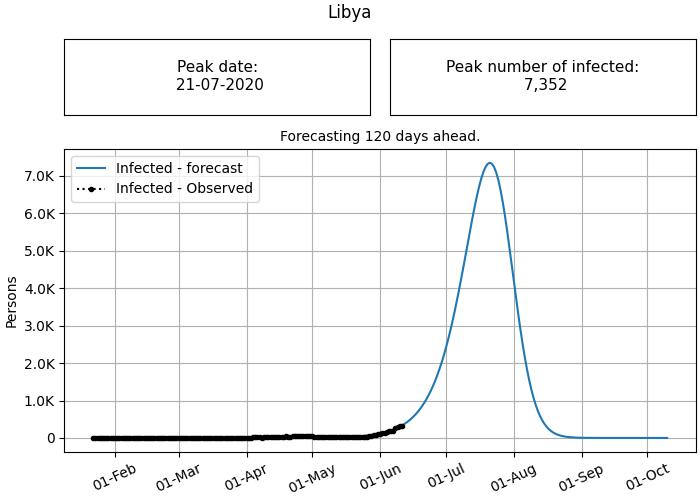 Libya
Peak date:
21-07-2020
Peak number of infected:
7,352
Forecasting 120 days ahead.
Infected - forecast
Infected - Observed
7.0K
6.0K
5.0K
4.0K
3.0K
2.0K
1.0K
0
Persons
01-Feb
01-Mar
01-Apr
01-May
01-Jun
01-Jul
01-Aug
01-Sep
01-Oct